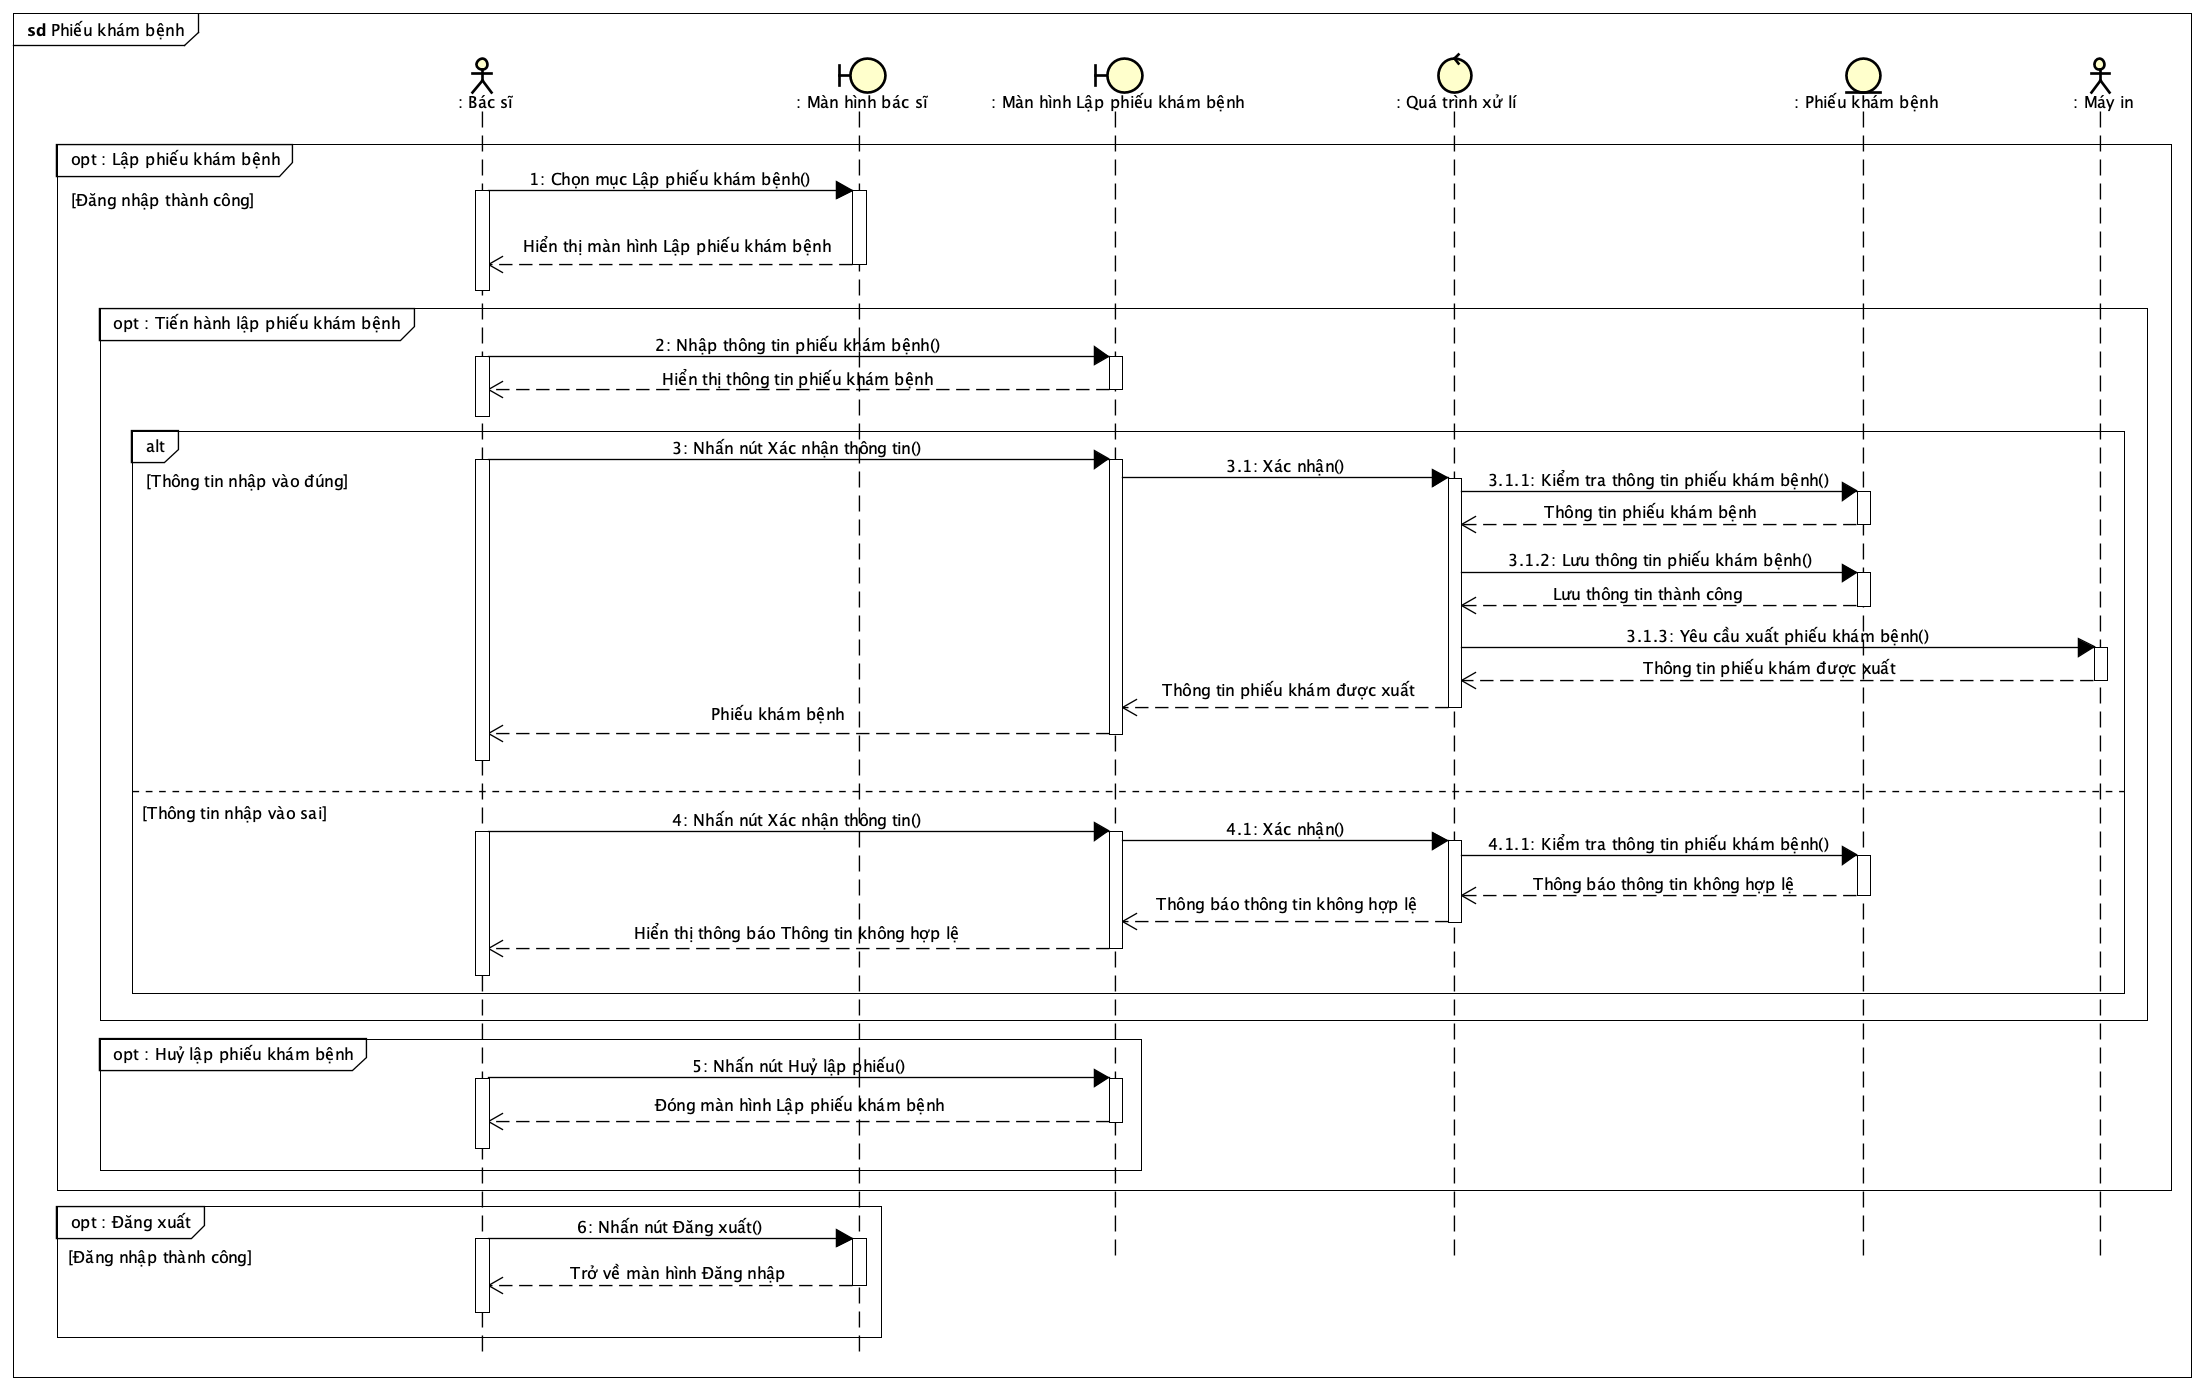 sd Phiếu khám bệnh
: Bác sĩ
: Màn hình bác sĩ
: Màn hình Lập phiếu khám bệnh
: Quá trình xử lí
: Phiếu khám bệnh
: Máy in
opt : Lập phiếu khám bệnh
[Đăng nhập thành công]
1: Chọn mục Lập phiếu khám bệnh()
Hiển thị màn hình Lập phiếu khám bệnh
opt : Tiến hành lập phiếu khám bệnh
2: Nhập thông tin phiếu khám bệnh()
Hiển thị thông tin phiếu khám bệnh
alt
[Thông tin nhập vào đúng]
3: Nhấn nút Xác nhận thông tin()
3.1: Xác nhận()
3.1.1: Kiểm tra thông tin phiếu khám bệnh()
Thông tin phiếu khám bệnh
3.1.2: Lưu thông tin phiếu khám bệnh()
Lưu thông tin thành công
3.1.3: Yêu cầu xuất phiếu khám bệnh()
Thông tin phiếu khám được xuất
Thông tin phiếu khám được xuất
Phiếu khám bệnh
[Thông tin nhập vào sai]
4: Nhấn nút Xác nhận thông tin()
4.1: Xác nhận()
4.1.1: Kiểm tra thông tin phiếu khám bệnh()
Thông báo thông tin không hợp lệ
Thông báo thông tin không hợp lệ
Hiển thị thông báo Thông tin không hợp lệ
opt : Huỷ lập phiếu khám bệnh
5: Nhấn nút Huỷ lập phiếu()
Đóng màn hình Lập phiếu khám bệnh
opt : Đăng xuất
[Đăng nhập thành công]
6: Nhấn nút Đăng xuất()
Trở về màn hình Đăng nhập